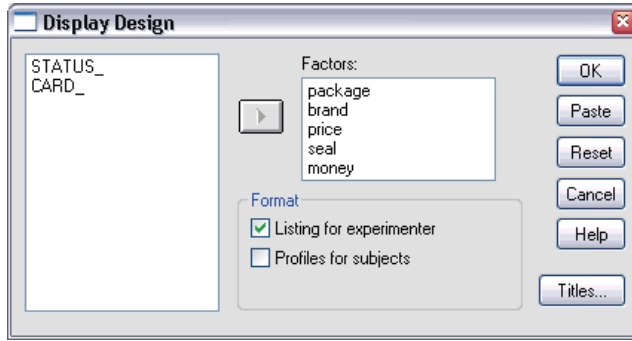 Display Design
STATUS_
CARD_
Factors:
package
brand
price
seal
money
Format
Listing for experimenter
Profiles for subjects
OK
Paste
Reset
Cancel
Help
Titles...